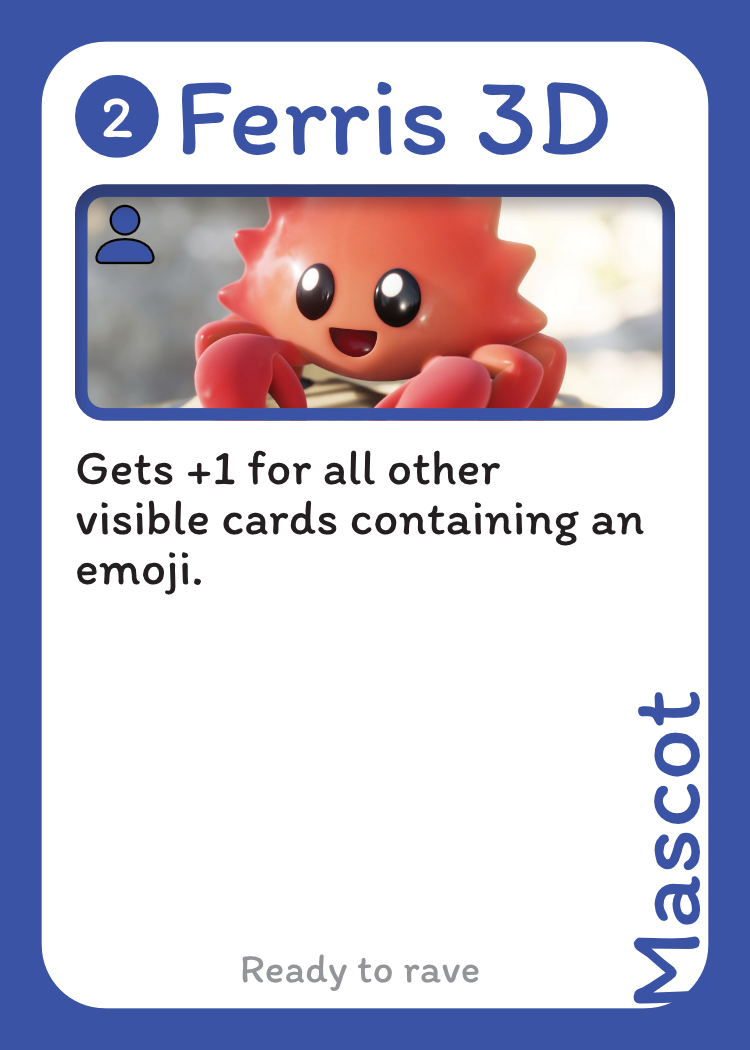 2 Ferris 3D
Gets +1 for all other
visible cards containing an
emoji.
Mascot
Ready to rave